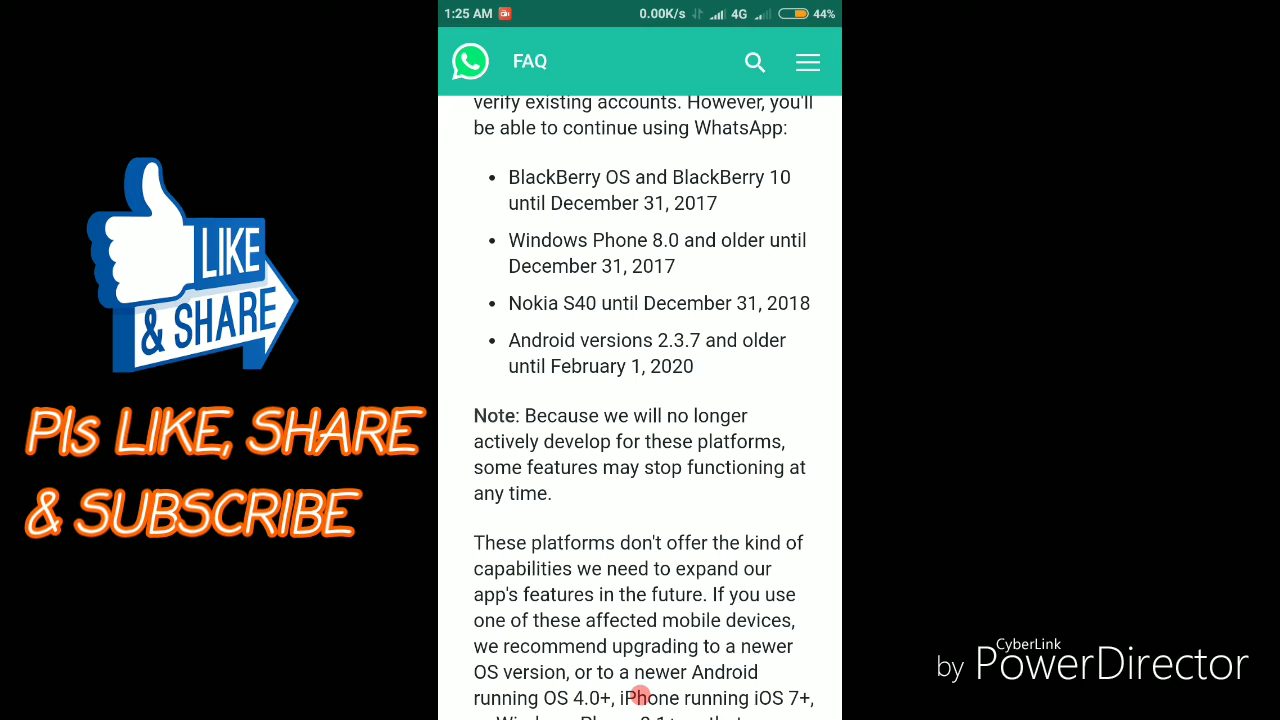 1:25 AM
0.00K/s 4G 44%
FAQ
verify existing accounts. However, you'll
be able to continue using WhatsApp:
• BlackBerry OS and BlackBerry 10
until December 31, 2017
• Windows Phone 8.0 and older until
December 31, 2017
• Nokia S40 until December 31, 2018
• Android versions 2.3.7 and older
until February 1, 2020
Note: Because we will no longer
actively develop for these platforms,
some features may stop functioning at
any time.
These platforms don't offer the kind of
capabilities we need to expand our
app's features in the future. If you use
one of these affected mobile devices,
we recommend upgrading to a newer
OS version, or to a newer Android
running OS 4.0+, iPhone running iOS 7+,
LIKE
& SHARE
Pls LIKE, SHARE
& SUBSCRIBE
CyberLink
by PowerDirector